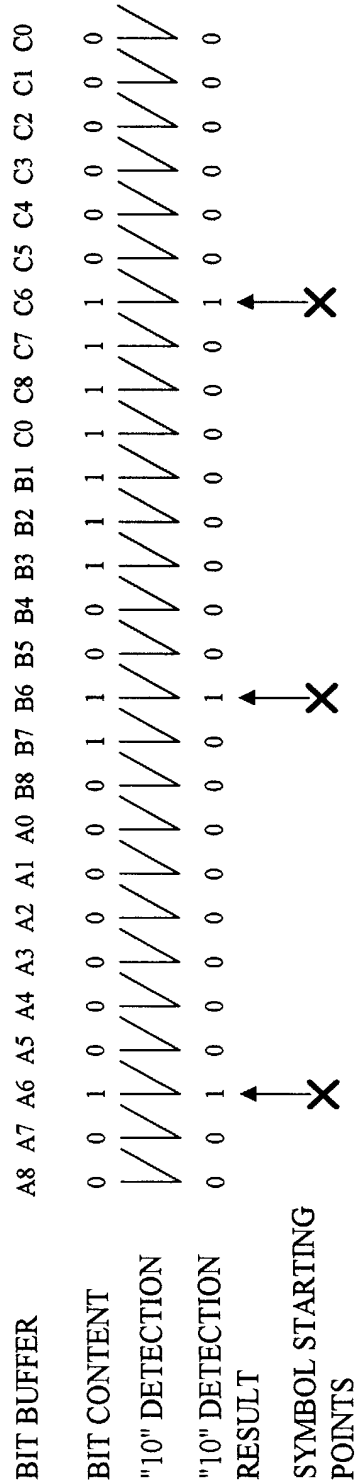 BIT BUFFER A8 A7 A6 A5 A4 A3 A2 A1 A0 B8 B7 B6 B5 B4 B3 B2 B1 C0 C8 C7 C6 C5 C4 C3 C2 C1 C0
BIT CONTENT 0 0 1 0 0 0 0 0 0 0 1 1 0 0 1 1 1 1 1 1 1 0 0 0 0 0 0
"10" DETECTION
"10" DETECTION 0 0 1 0 0 0 0 0 0 0 0 1 0 0 0 0 0 0 0 0 1 0 0 0 0 0 0
RESULT
SYMBOL STARTING
POINTS